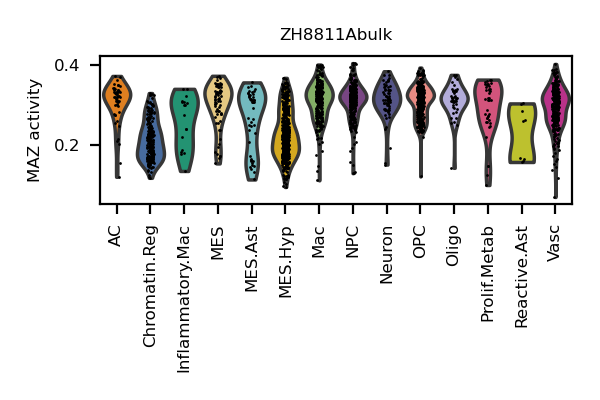 ZH8811Abulk
MAZ activity
0.4
0.2
AC
Chromatin.Reg
Inflammatory.Mac
MES
MES.Ast
MES.Hyp
Mac
NPC
Neuron
OPC
Oligo
Prolif.Metab
Reactive.Ast
Vasc